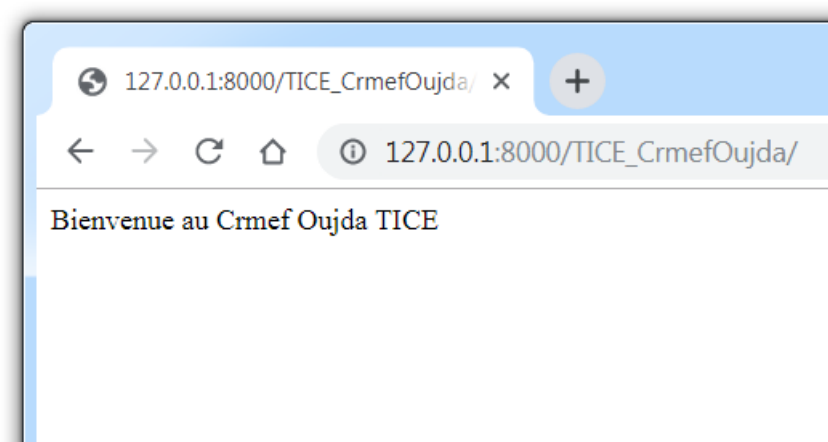 127.0.0.1:8000/TICE_CrmefOujda/
127.0.0.1:8000/TICE_CrmefOujda/
Bienvenue au Crmef Oujda TICE